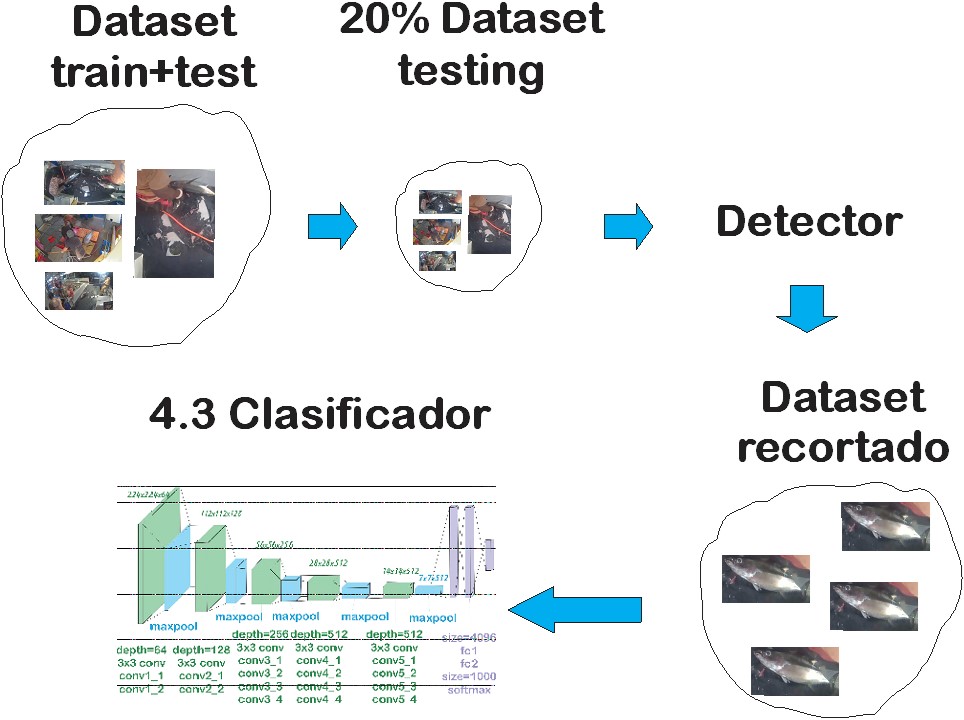 Dataset
train+test
20% Dataset
testing
Detector
Dataset
recortado
4.3 Clasificador
224x224x64
112x112x128
56x56x256
28x28x512
14x14x512
7x7x512
maxpool
maxpool
maxpool
maxpool
maxpool
depth=64
3x3 conv
conv1_1
conv1_2
depth=128
3x3 conv
conv2_1
conv2_2
depth=256
3x3 conv
conv3_1
conv3_2
conv3_3
conv3_4
depth=512
3x3 conv
conv4_1
conv4_2
conv4_3
conv4_4
depth=512
3x3 conv
conv5_1
conv5_2
conv5_3
conv5_4
size=4096
fc1
fc2
size=1000
softmax